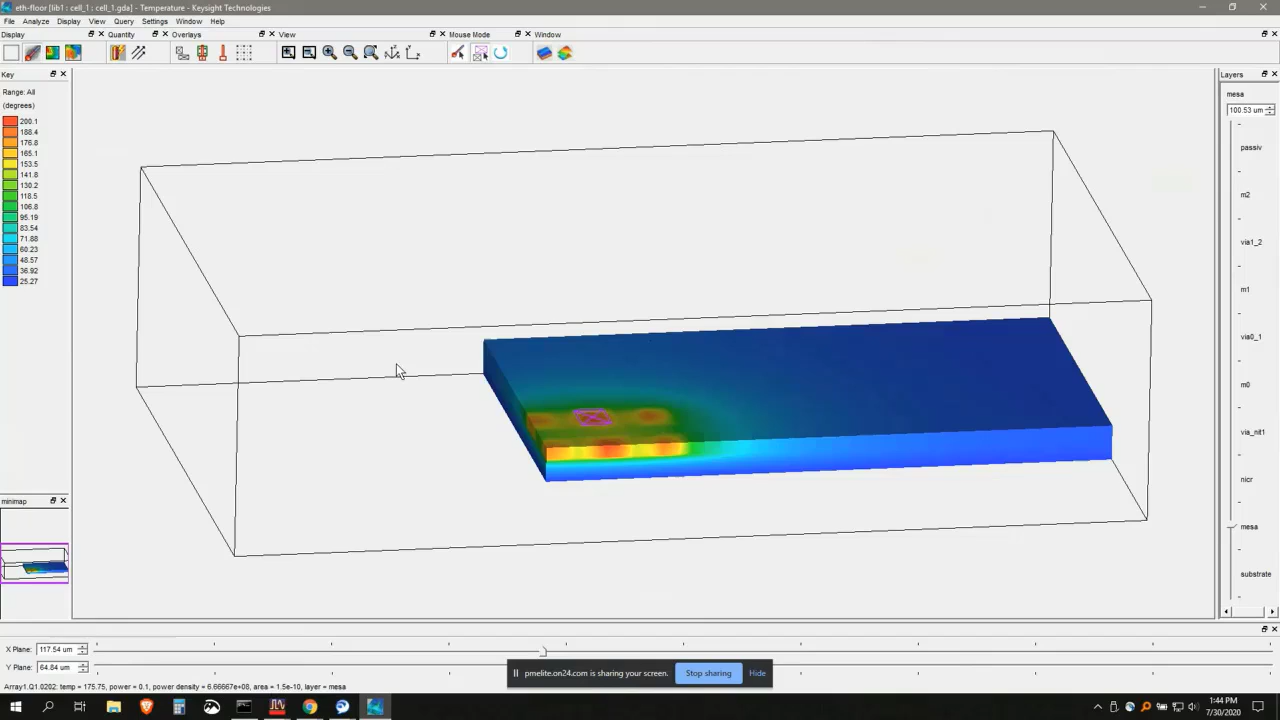 eth-floor [lib1 : cell_1 : cell_1.gda] - Temperature - Keysight Technologies
File Analyze Display View Query Settings Window Help
Display Quantity Overlays View Mouse Mode Window
Key
Range: All
(degrees)
200.1
188.4
176.8
165.1
153.5
141.8
130.2
118.5
106.8
95.19
83.54
71.88
60.23
48.57
36.92
25.27
Layers
mesa
100.53 um
passiv
m2
via1_2
m1
via0_1
m0
via_nit1
nicr
mesa
substrate
minimap
X Plane: 117.54 um
Y Plane: 64.84 um
pmelite.on24.com is sharing your screen. Stop sharing Hide
Array1.Q1.0202: temp = 175.75, power = 0.1, power density = 6.66667e+08, area = 1.5e-10, layer = mesa
1:44 PM
7/30/2020